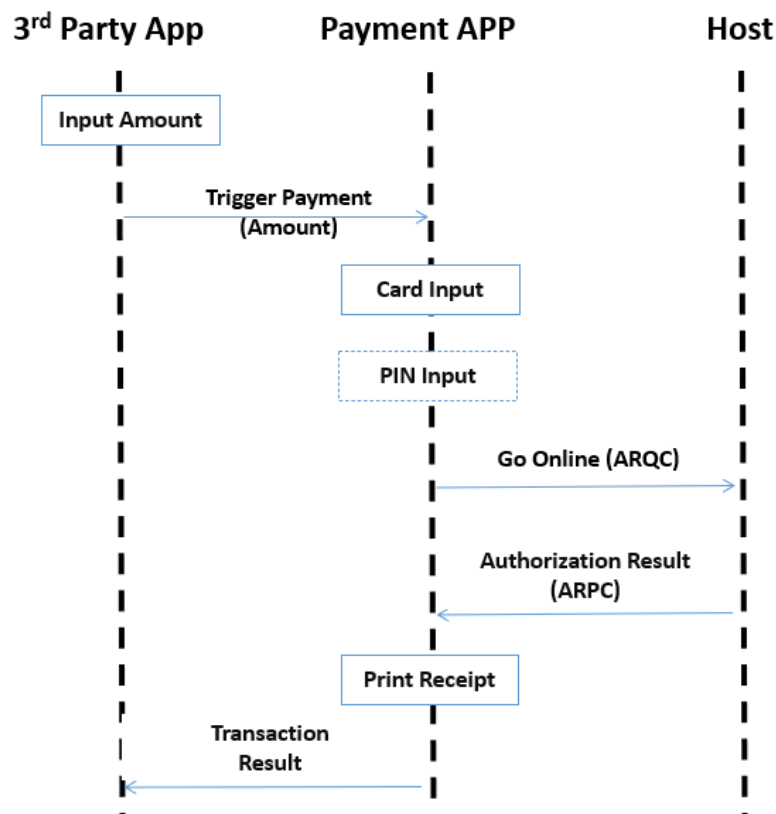 3rd Party App
Payment APP
Host
Input Amount
Trigger Payment
(Amount)
Card Input
PIN Input
Go Online (ARQC)
Authorization Result
(ARPC)
Print Receipt
Transaction
Result